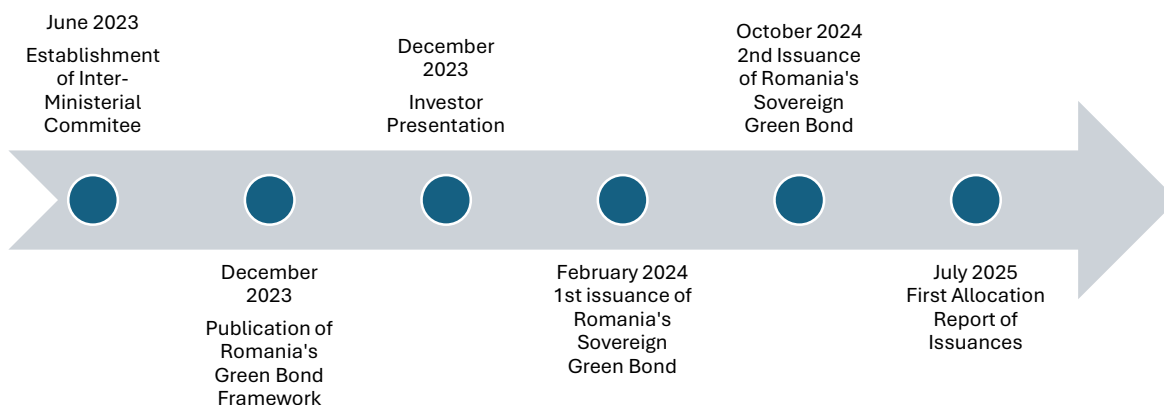 June 2023
Establishment
of Inter-
Ministerial
Commitee
December
2023
Publication of
Romania's
Green Bond
Framework
December
2023
Investor
Presentation
February 2024
1st issuance of
Romania's
Sovereign
Green Bond
October 2024
2nd Issuance
of Romania's
Sovereign
Green Bond
July 2025
First Allocation
Report of
Issuances